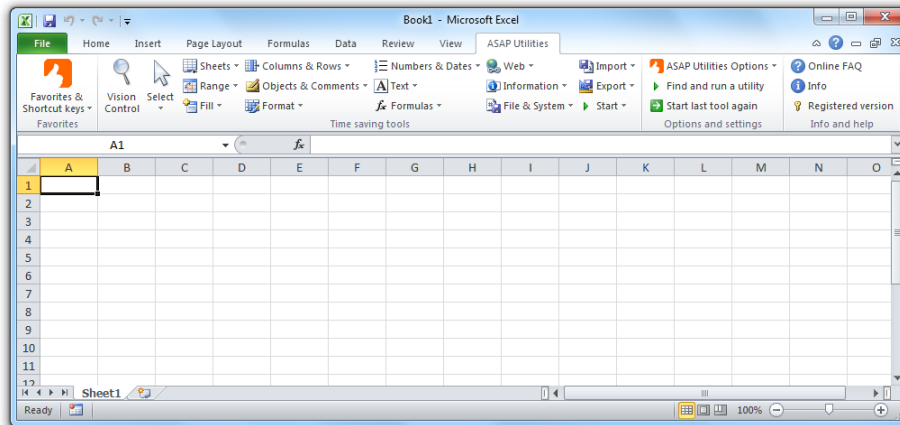 Book1 - Microsoft Excel
File Home Insert Page Layout Formulas Data Review View ASAP Utilities
Favorites & Shortcut keys
Vision Control
Select
Sheets Columns & Rows Numbers & Dates Web Import ASAP Utilities Options Online FAQ
Range Objects & Comments Text Information Export Find and run a utility Info
Fill Format Formulas File & System Start Start last tool again Registered version
Favorites Time saving tools Options and settings Info and help
A1 fx
A B C D E F G H I J K L M N O
1
2
3
4
5
6
7
8
9
10
11
12
Sheet1
Ready 100%